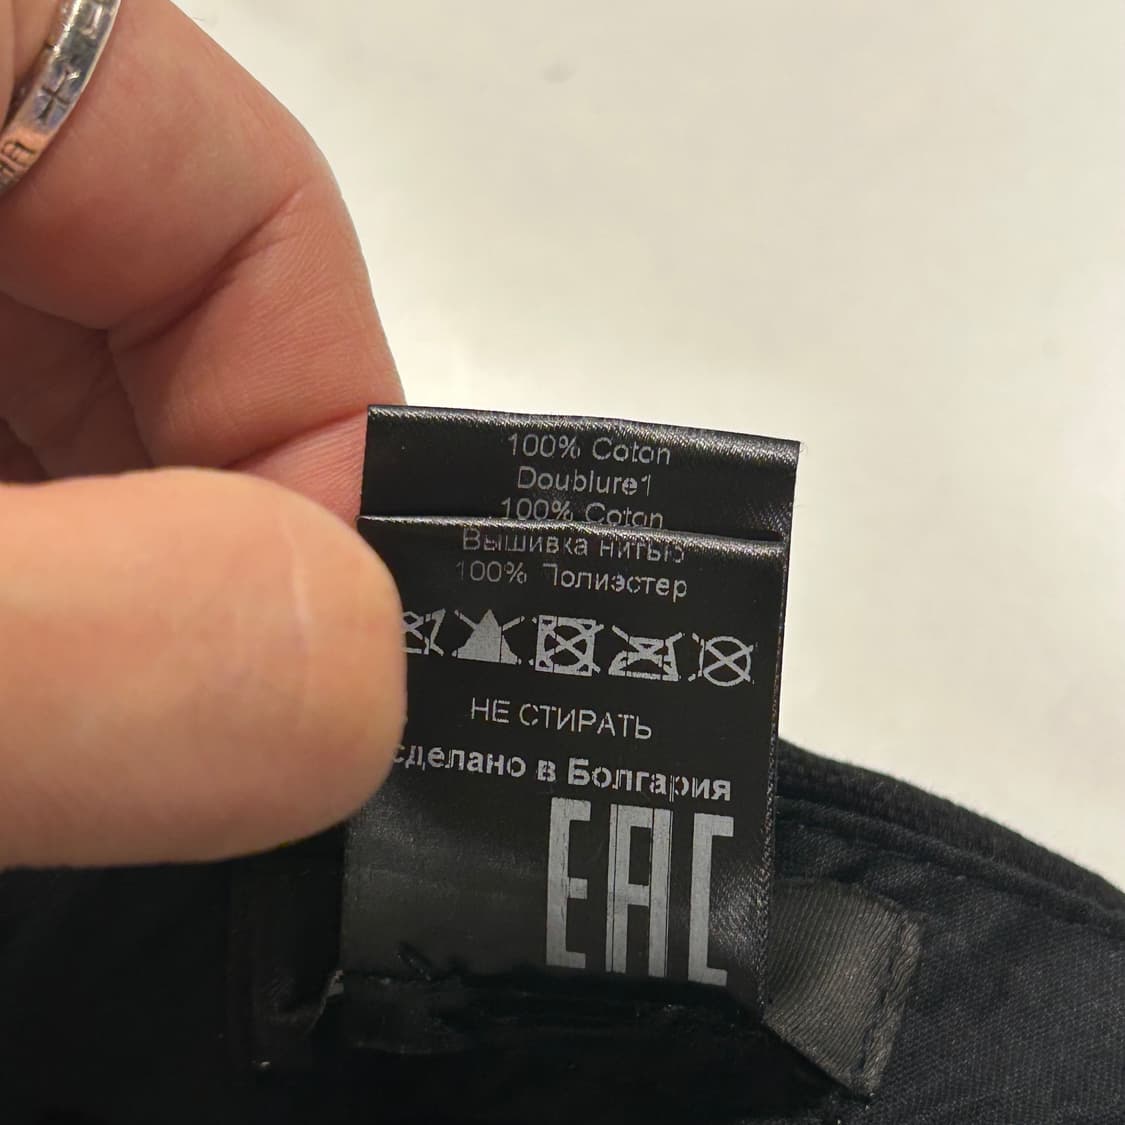 100% Coton
Doublure1
100% Coton
Вышивка нитью
100% Полиэстер
НЕ СТИРАТЬ
сделано в Болгария
EAC